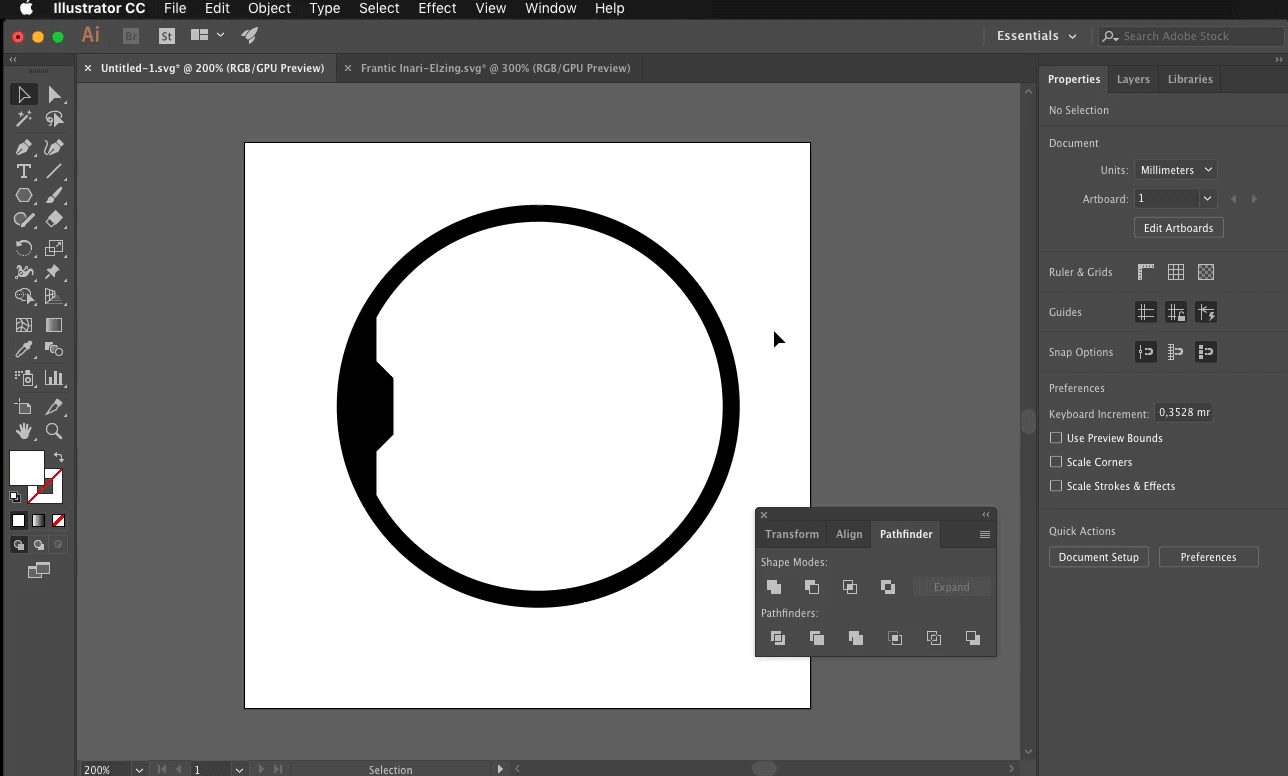 Illustrator CC File Edit Object Type Select Effect View Window Help
Ai Br St Essentials Search Adobe Stock
Untitled-1.svg* @ 200% (RGB/GPU Preview) Frantic Inari-Elzing.svg* @ 300% (RGB/GPU Preview)
Properties Layers Libraries
No Selection
Document
Units: Millimeters
Artboard: 1
Edit Artboards
Ruler & Grids
Guides
Snap Options
Preferences
Keyboard Increment: 0,3528 mr
Use Preview Bounds
Scale Corners
Scale Strokes & Effects
Quick Actions
Document Setup Preferences
Transform Align Pathfinder
Shape Modes:
Expand
Pathfinders:
200% 1 Selection